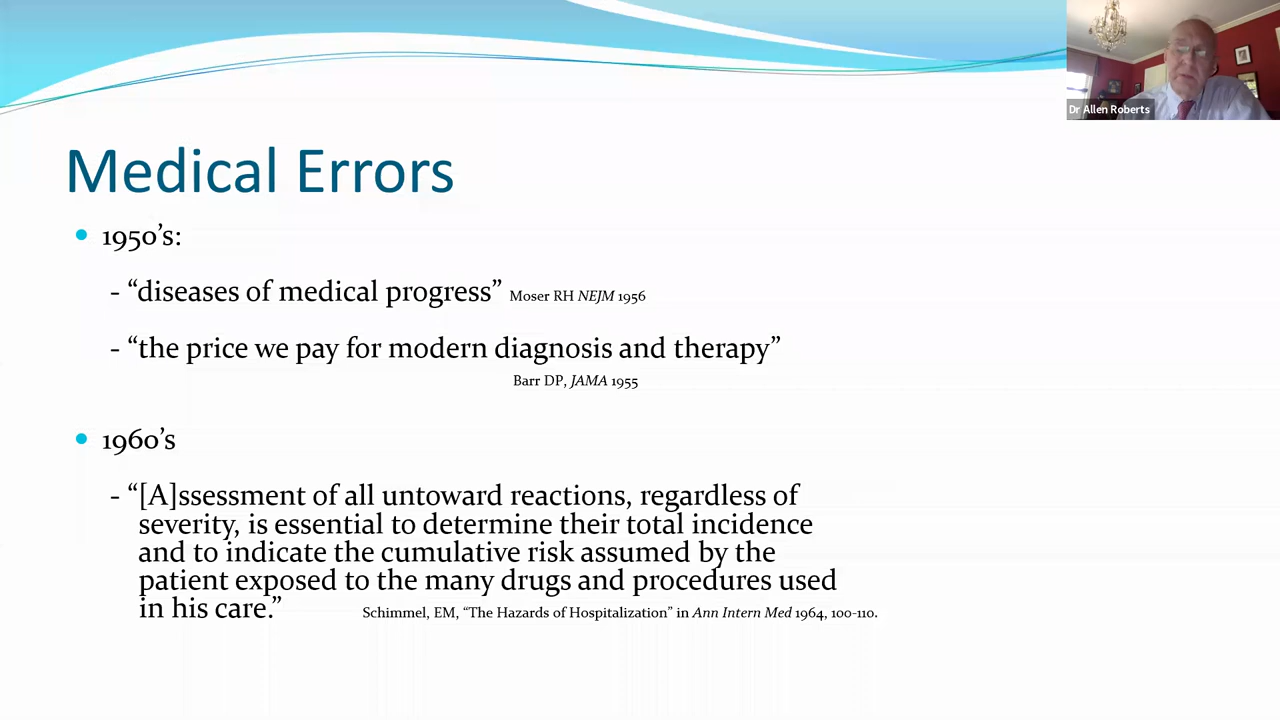 Dr Allen Roberts
Medical Errors
• 1950’s:
- “diseases of medical progress” Moser RH NEJM 1956
- “the price we pay for modern diagnosis and therapy”
Barr DP, JAMA 1955
• 1960’s
- “[A]ssessment of all untoward reactions, regardless of
severity, is essential to determine their total incidence
and to indicate the cumulative risk assumed by the
patient exposed to the many drugs and procedures used
in his care.” Schimmel, EM, “The Hazards of Hospitalization” in Ann Intern Med 1964, 100-110.